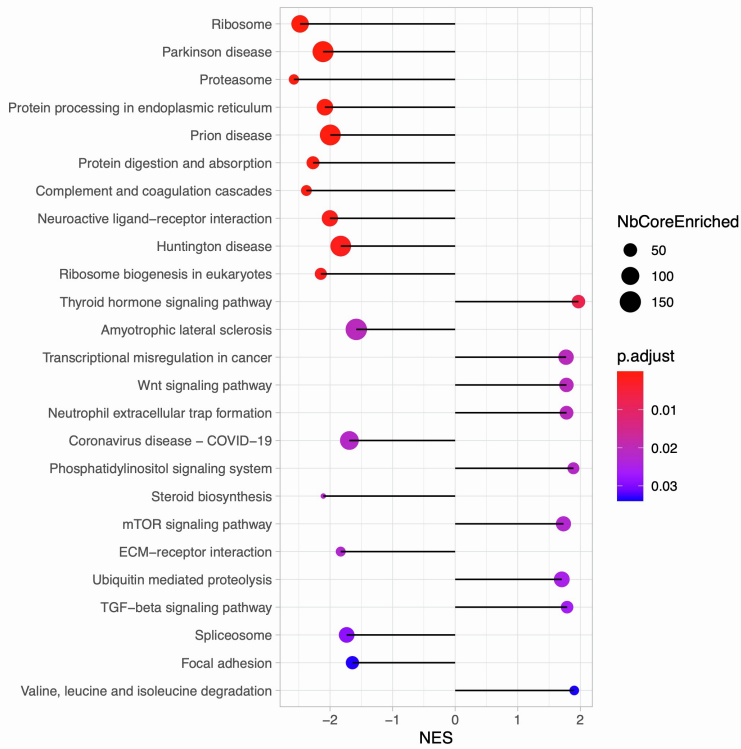 Ribosome
Parkinson disease
Proteasome
Protein processing in endoplasmic reticulum
Prion disease
Protein digestion and absorption
Complement and coagulation cascades
Neuroactive ligand−receptor interaction
Huntington disease
Ribosome biogenesis in eukaryotes
Thyroid hormone signaling pathway
Amyotrophic lateral sclerosis
Transcriptional misregulation in cancer
Wnt signaling pathway
Neutrophil extracellular trap formation
Coronavirus disease − COVID−19
Phosphatidylinositol signaling system
Steroid biosynthesis
mTOR signaling pathway
ECM−receptor interaction
Ubiquitin mediated proteolysis
TGF−beta signaling pathway
Spliceosome
Focal adhesion
Valine, leucine and isoleucine degradation
−2 −1 0 1 2
NES
NbCoreEnriched
50
100
150
p.adjust
0.01
0.02
0.03